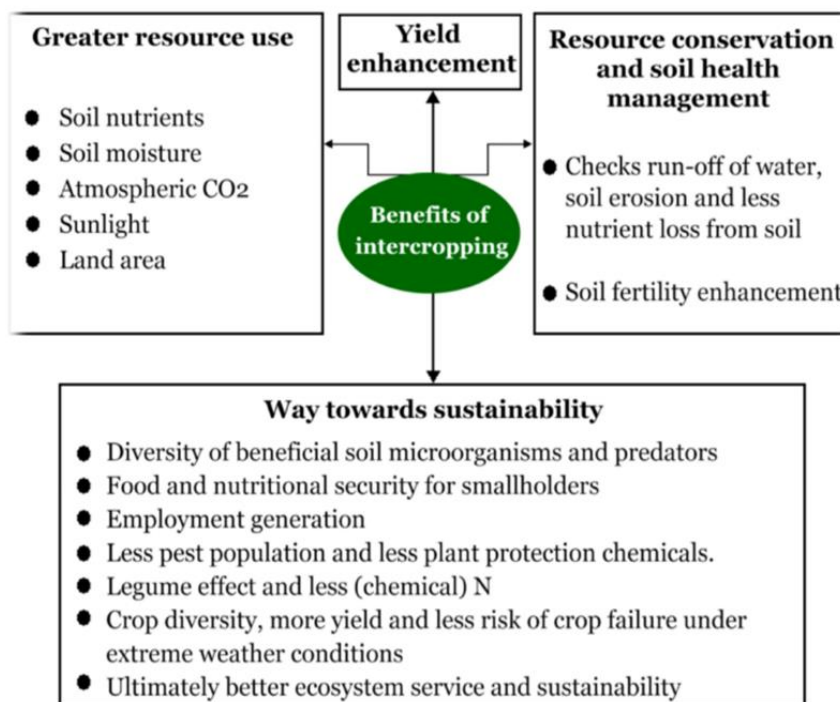 Greater resource use
● Soil nutrients
● Soil moisture
● Atmospheric CO2
● Sunlight
● Land area
Yield
enhancement
Resource conservation
and soil health
management
● Checks run-off of water,
soil erosion and less
nutrient loss from soil
● Soil fertility enhancement
Benefits of
intercropping
Way towards sustainability
● Diversity of beneficial soil microorganisms and predators
● Food and nutritional security for smallholders
● Employment generation
● Less pest population and less plant protection chemicals.
● Legume effect and less (chemical) N
● Crop diversity, more yield and less risk of crop failure under
extreme weather conditions
● Ultimately better ecosystem service and sustainability